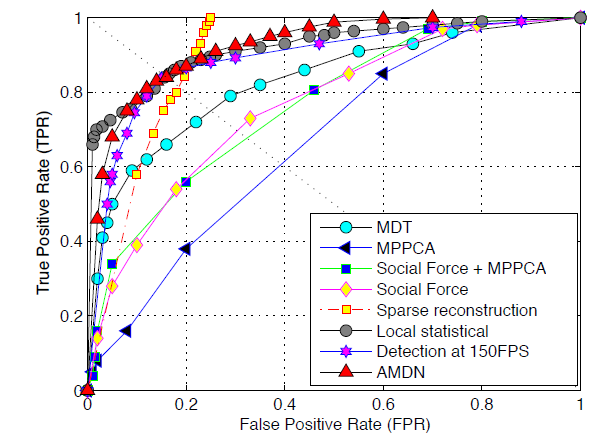 1
0.8
0.6
0.4
0.2
0
0
0.2
0.4
0.6
0.8
1
True Positive Rate (TPR)
False Positive Rate (FPR)
MDT
MPPCA
Social Force + MPPCA
Social Force
Sparse reconstruction
Local statistical
Detection at 150FPS
AMDN